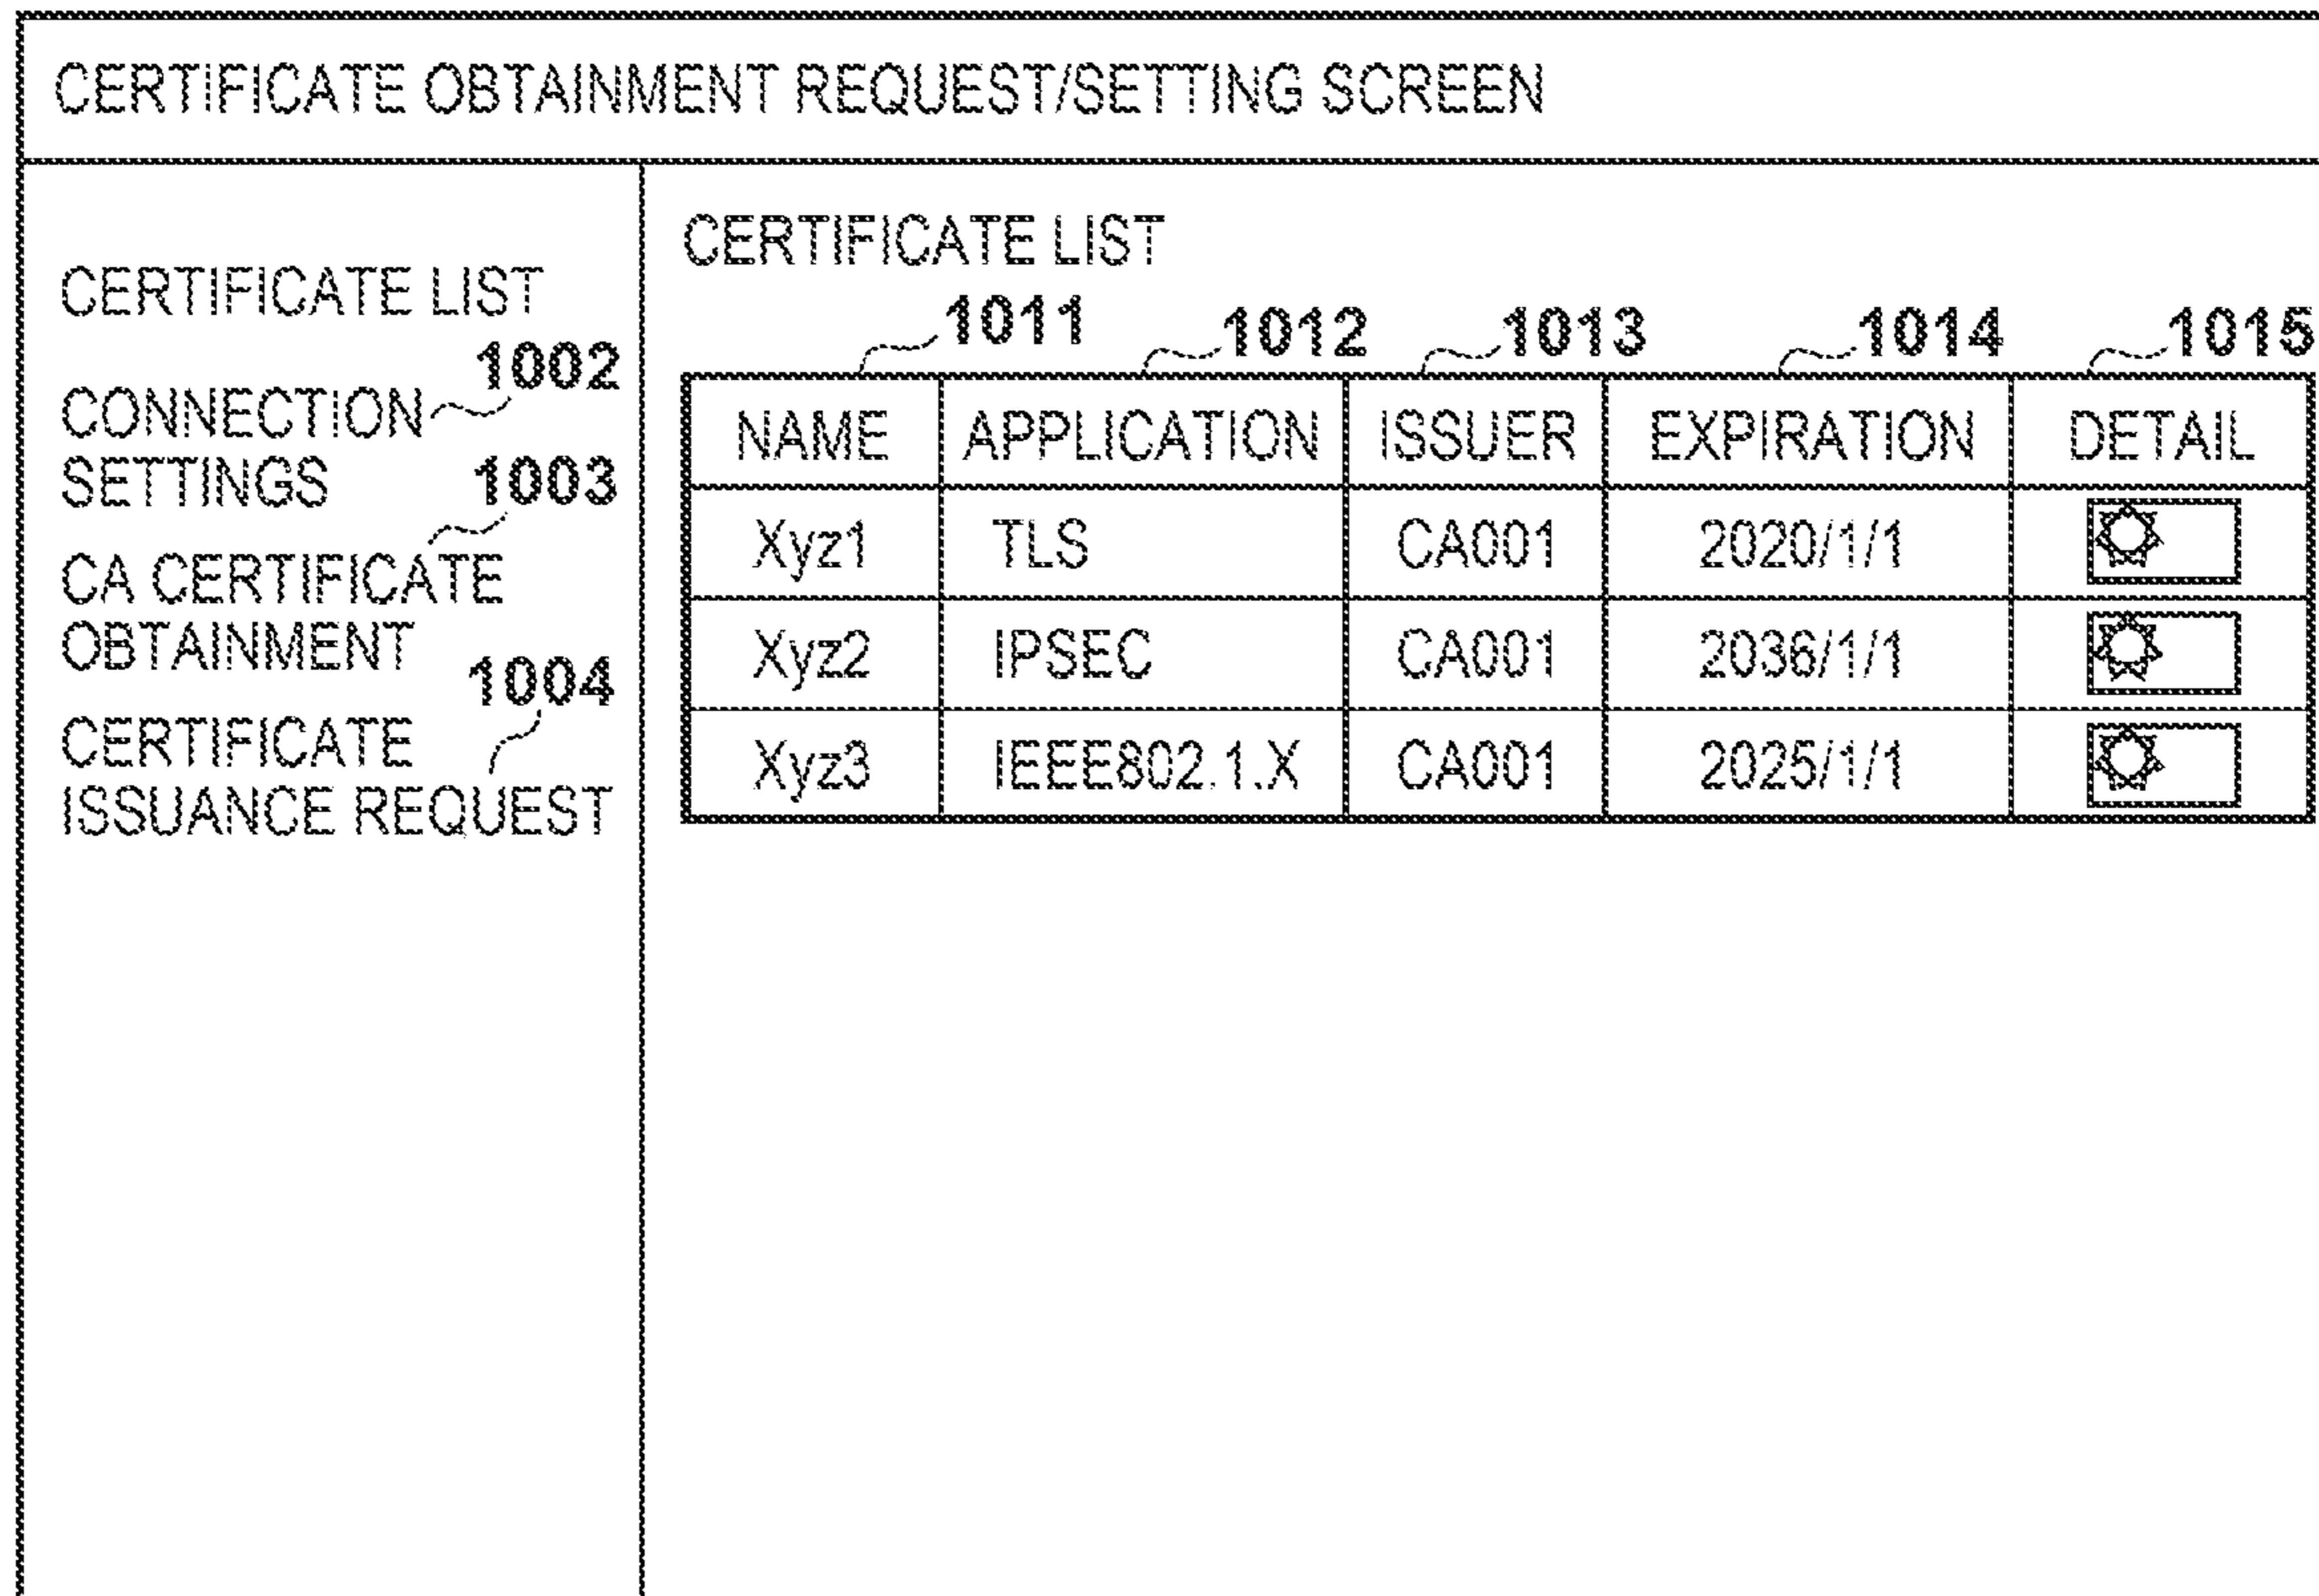 CERTIFICATE OBTAINMENT REQUEST/SETTING SCREEN
CERTIFICATE LIST
1002
CONNECTION
SETTINGS
1003
CA CERTIFICATE
OBTAINMENT
1004
CERTIFICATE
ISSUANCE REQUEST
CERTIFICATE LIST
1011 1012 1013 1014 1015
NAME APPLICATION ISSUER EXPIRATION DETAIL
Xyz1 TLS CA001 2020/1/1
Xyz2 IPSEC CA001 2036/1/1
Xyz3 IEEE802.1.X CA001 2025/1/1